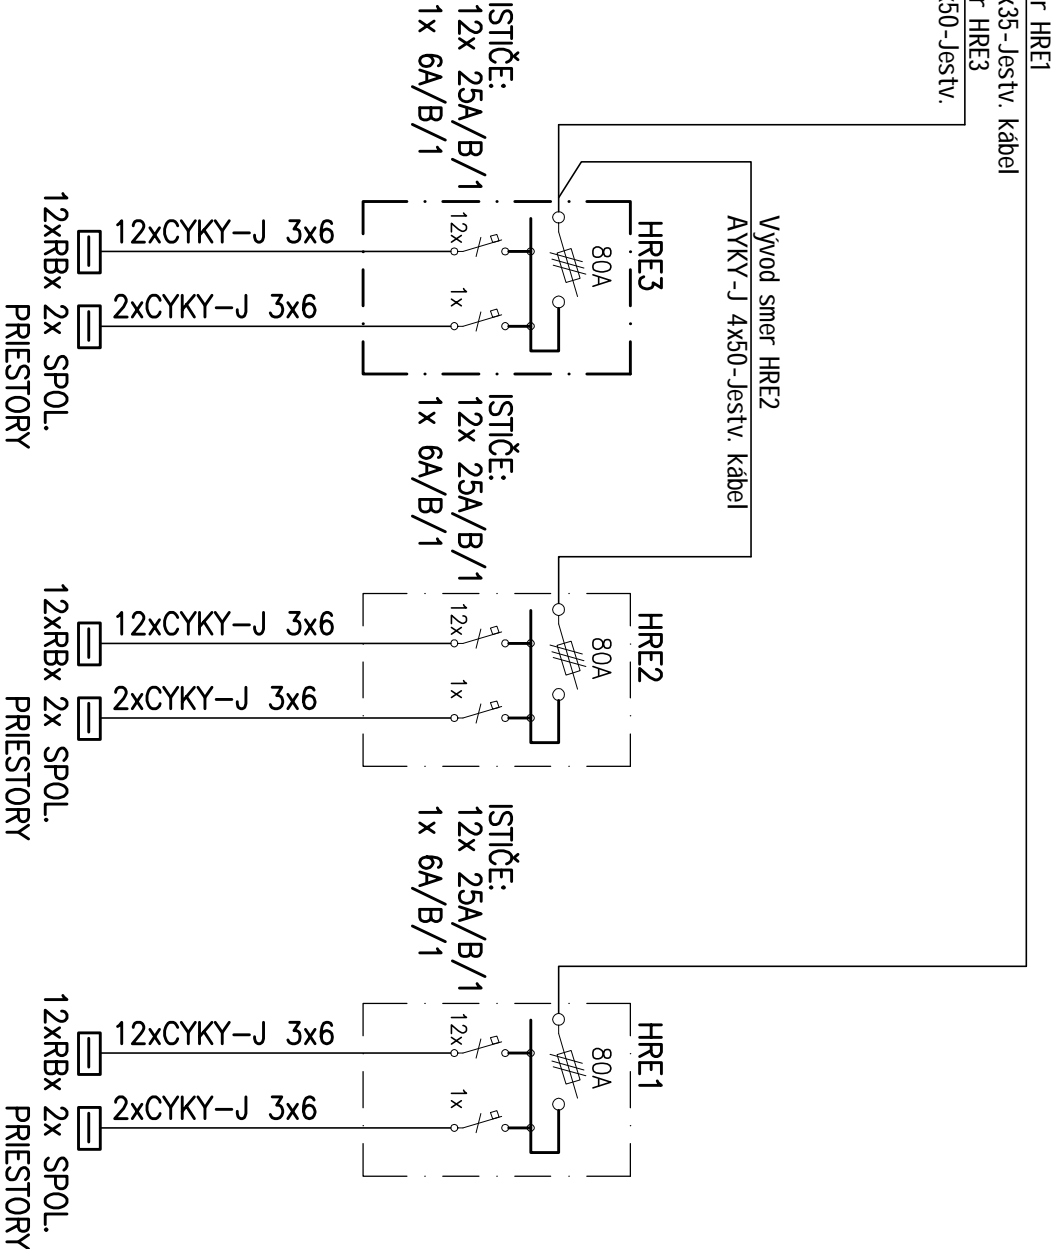 r HRE1
x35-Jestv. kábel
r HRE3
x50-Jestv.
Vývod smer HRE2
AYKY-J 4x50-Jestv. kábel
HRE3
80A
ISTIČE:
12x 25A/B/1
1x 6A/B/1
12x
1x
12xCYKY-J 3x6
2xCYKY-J 3x6
12xRBx
2x SPOL.
PRIESTORY
HRE2
80A
ISTIČE:
12x 25A/B/1
1x 6A/B/1
12x
1x
12xCYKY-J 3x6
2xCYKY-J 3x6
12xRBx
2x SPOL.
PRIESTORY
HRE1
80A
ISTIČE:
12x 25A/B/1
1x 6A/B/1
12x
1x
12xCYKY-J 3x6
2xCYKY-J 3x6
12xRBx
2x SPOL.
PRIESTORY